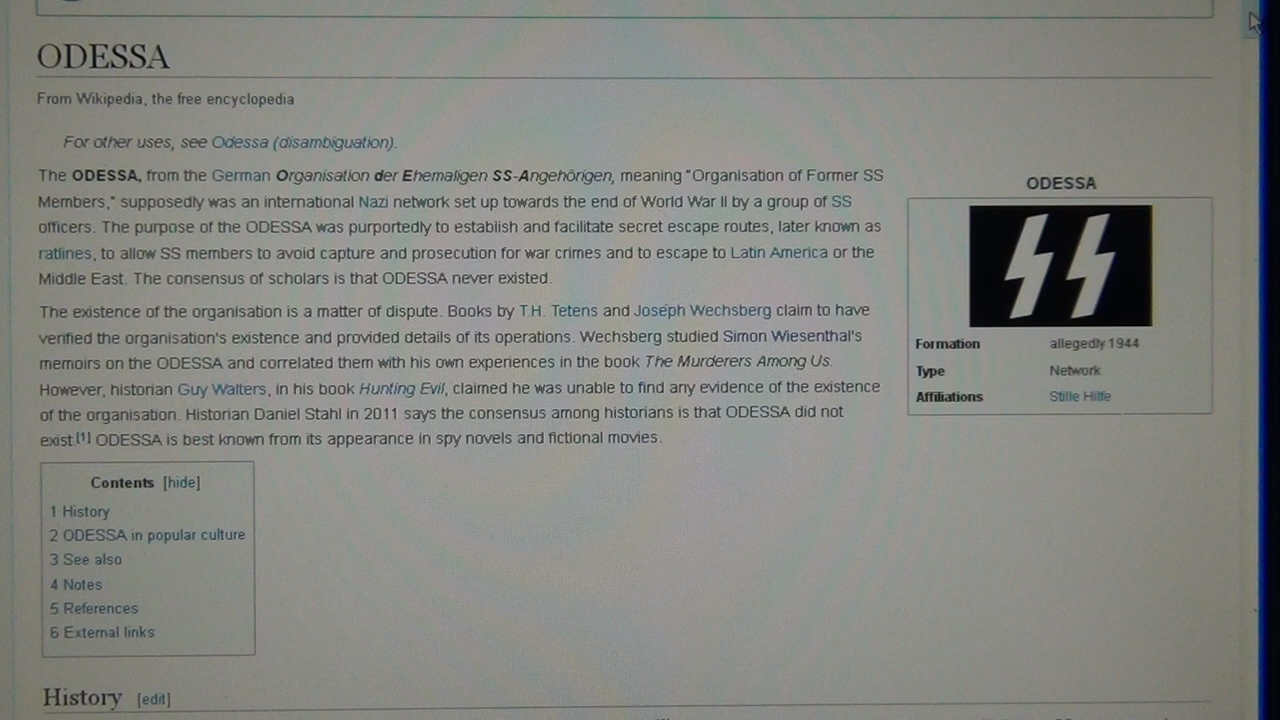 ODESSA
From Wikipedia, the free encyclopedia
For other uses, see Odessa (disambiguation).
The ODESSA, from the German Organisation der Ehemaligen SS-Angehörigen, meaning "Organisation of Former SS
Members," supposedly was an international Nazi network set up towards the end of World War II by a group of SS
officers. The purpose of the ODESSA was purportedly to establish and facilitate secret escape routes, later known as
ratlines, to allow SS members to avoid capture and prosecution for war crimes and to escape to Latin America or the
Middle East. The consensus of scholars is that ODESSA never existed.
The existence of the organisation is a matter of dispute. Books by T.H. Tetens and Joseph Wechsberg claim to have
verified the organisation's existence and provided details of its operations. Wechsberg studied Simon Wiesenthal's
memoirs on the ODESSA and correlated them with his own experiences in the book The Murderers Among Us.
However, historian Guy Walters, in his book Hunting Evil, claimed he was unable to find any evidence of the existence
of the organisation. Historian Daniel Stahl in 2011 says the consensus among historians is that ODESSA did not
exist.[1] ODESSA is best known from its appearance in spy novels and fictional movies.
ODESSA
Formation allegedly 1944
Type Network
Affiliations Stille Hilfe
Contents [hide]
1 History
2 ODESSA in popular culture
3 See also
4 Notes
5 References
6 External links
History [edit]